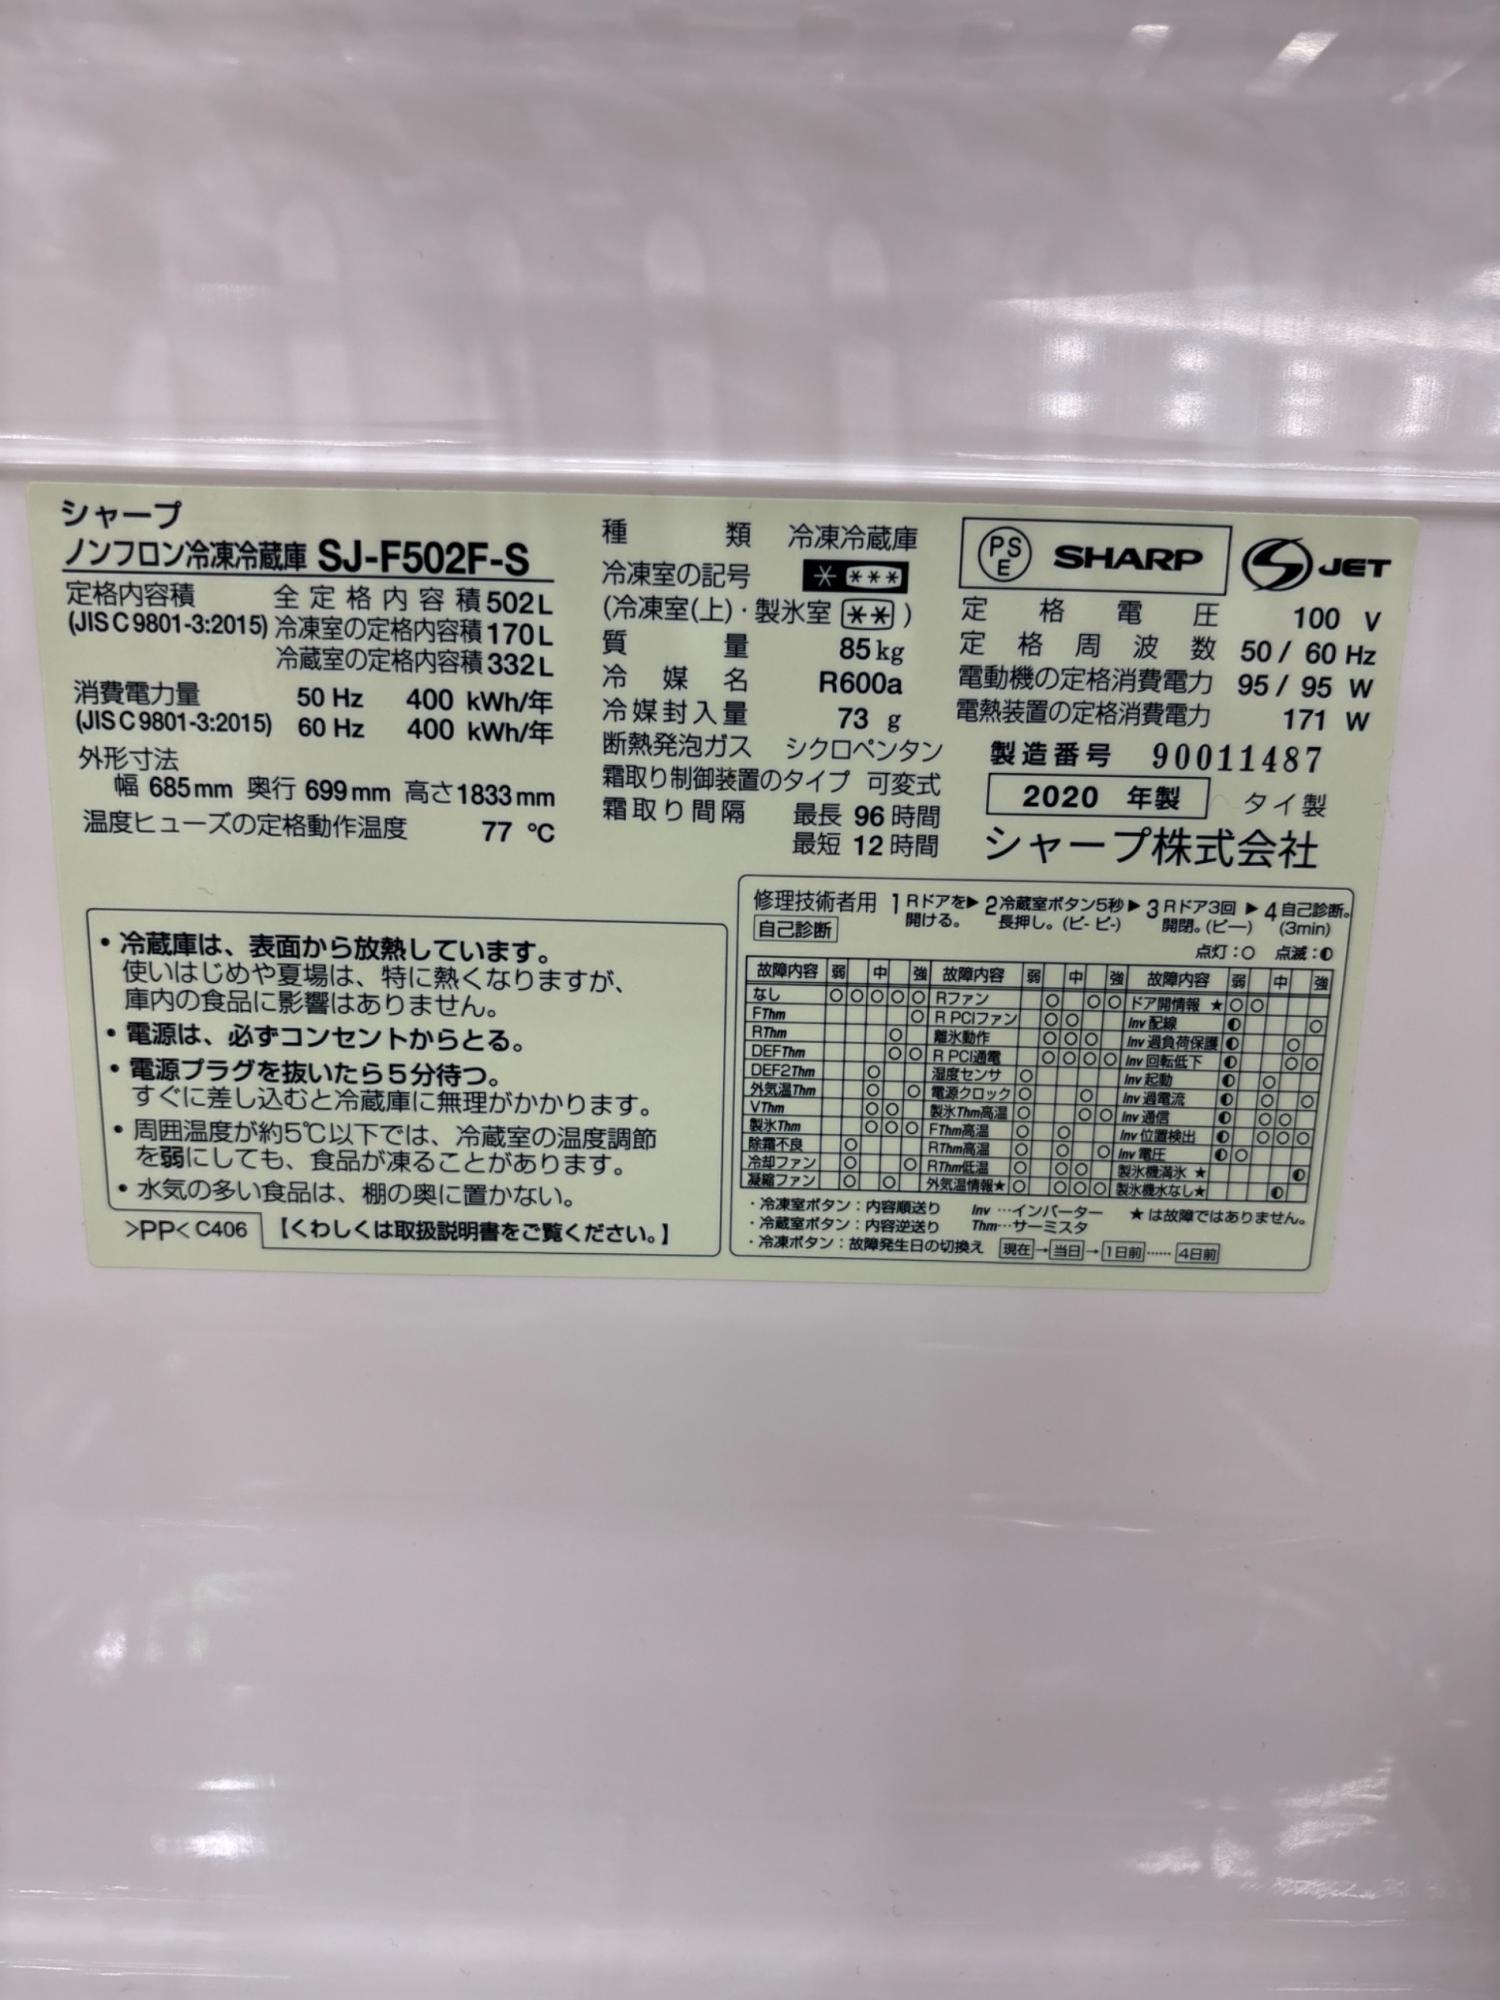 シャープ
ノンフロン冷凍冷蔵庫 SJ-F502F-S
定格内容積 全定格内容積 502L
(JIS C 9801-3:2015) 冷凍室の定格内容積 170L
冷蔵室の定格内容積 332L
消費電力量 50 Hz 400 kWh/年
(JIS C 9801-3:2015) 60 Hz 400 kWh/年
外形寸法
幅 685mm 奥行 699mm 高さ 1833mm
温度ヒューズの定格動作温度 77 ℃
種類 冷凍冷蔵庫
冷凍室の記号 * ***
(冷凍室(上)・製氷室 ** )
質量 85kg
冷媒名 R600a
冷媒封入量 73 g
断熱発泡ガス シクロペンタン
霜取り制御装置のタイプ 可変式
霜取り間隔 最長 96 時間
最短 12 時間
PSE SHARP S JET
定格電圧 100 V
定格周波数 50 / 60 Hz
電動機の定格消費電力 95 / 95 W
電熱装置の定格消費電力 171 W
製造番号 90011487
2020 年製 タイ製
シャープ株式会社
・冷蔵庫は、表面から放熱しています。
使いはじめや夏場は、特に熱くなりますが、
庫内の食品に影響はありません。
・電源は、必ずコンセントからとる。
・電源プラグを抜いたら5分待つ。
すぐに差し込むと冷蔵庫に無理がかかります。
・周囲温度が約5℃以下では、冷蔵室の温度調節
を弱にしても、食品が凍ることがあります。
・水気の多い食品は、棚の奥に置かない。
>PP< C406 【くわしくは取扱説明書をご覧ください。】
修理技術者用 1 Rドアを開ける。 ▶ 2 冷蔵室ボタン5秒長押し。(ピ- ピ-) ▶ 3 Rドア3回開閉。(ピー) ▶ 4 自己診断。(3min)
自己診断
点灯:○ 点滅:◐
故障内容 弱 中 強 故障内容 弱 中 強 故障内容 弱 中 強
なし ○ ○ ○ ○ ○ Rファン ○ ○ ○ ドア開情報 ★ ○ ○
FThm ○ R PCIファン ○ ○ Inv 配線 ◐ ○
RThm ○ 離氷動作 ○ ○ ○ Inv 過負荷保護 ◐ ○
DEFThm ○ ○ R PCI通電 ○ ○ ○ ○ Inv 回転低下 ◐ ○ ○
DEF2Thm ○ 湿度センサ ○ Inv 起動 ◐ ○
外気温Thm ○ ○ 電源クロック ○ ○ Inv 過電流 ◐ ○ ○
VThm ○ ○ 製氷Thm高温 ○ ○ ○ Inv 通信 ◐ ○ ○
製氷Thm ○ ○ ○ FThm高温 ○ ○ Inv 位置検出 ◐ ○ ○ ○
除霜不良 ○ RThm高温 ○ ○ ○ Inv 電圧 ◐ ○
冷却ファン ○ ○ RThm低温 ○ ○ ○ 製氷機満氷 ★ ◐
凝縮ファン ○ ○ 外気温情報★ ○ ○ ○ ○ 製氷機水なし★ ◐
・冷凍室ボタン:内容順送り Inv …インバーター ★は故障ではありません。
・冷蔵室ボタン:内容逆送り Thm…サーミスタ
・冷凍ボタン:故障発生日の切換え 現在→当日→1日前……4日前